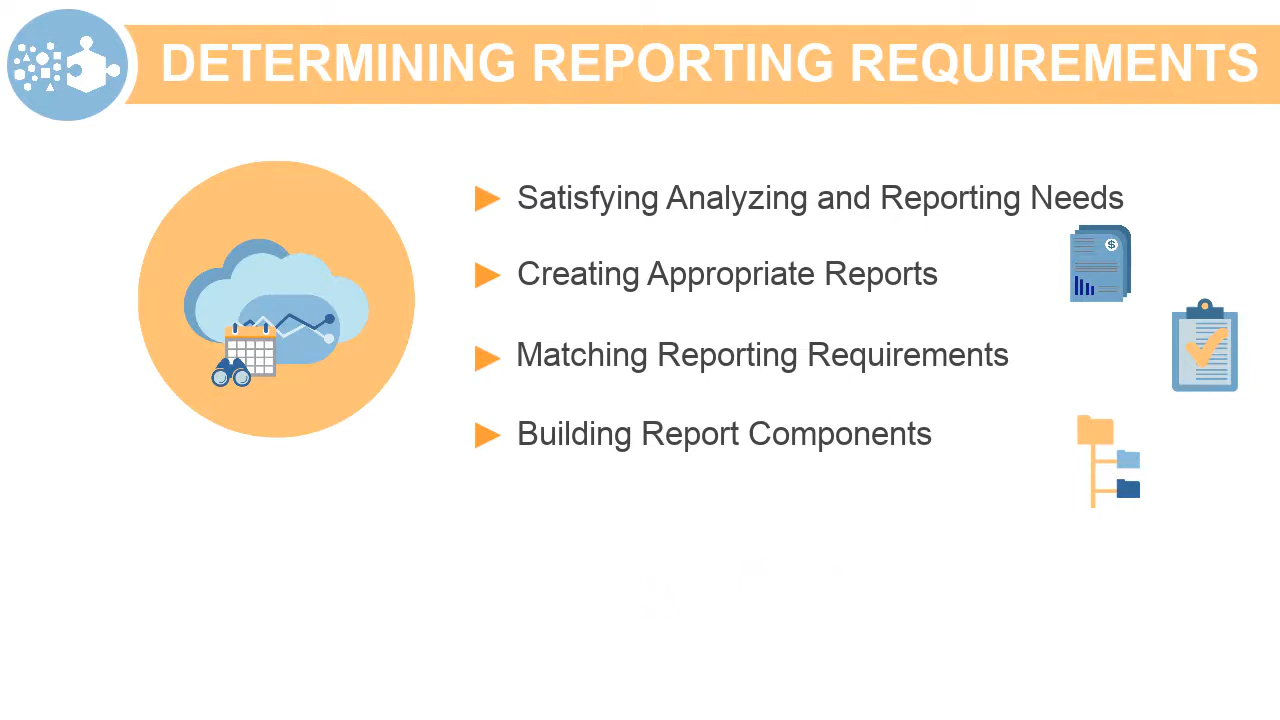 DETERMINING REPORTING REQUIREMENTS
Satisfying Analyzing and Reporting Needs
$
Creating Appropriate Reports
Matching Reporting Requirements
Building Report Components